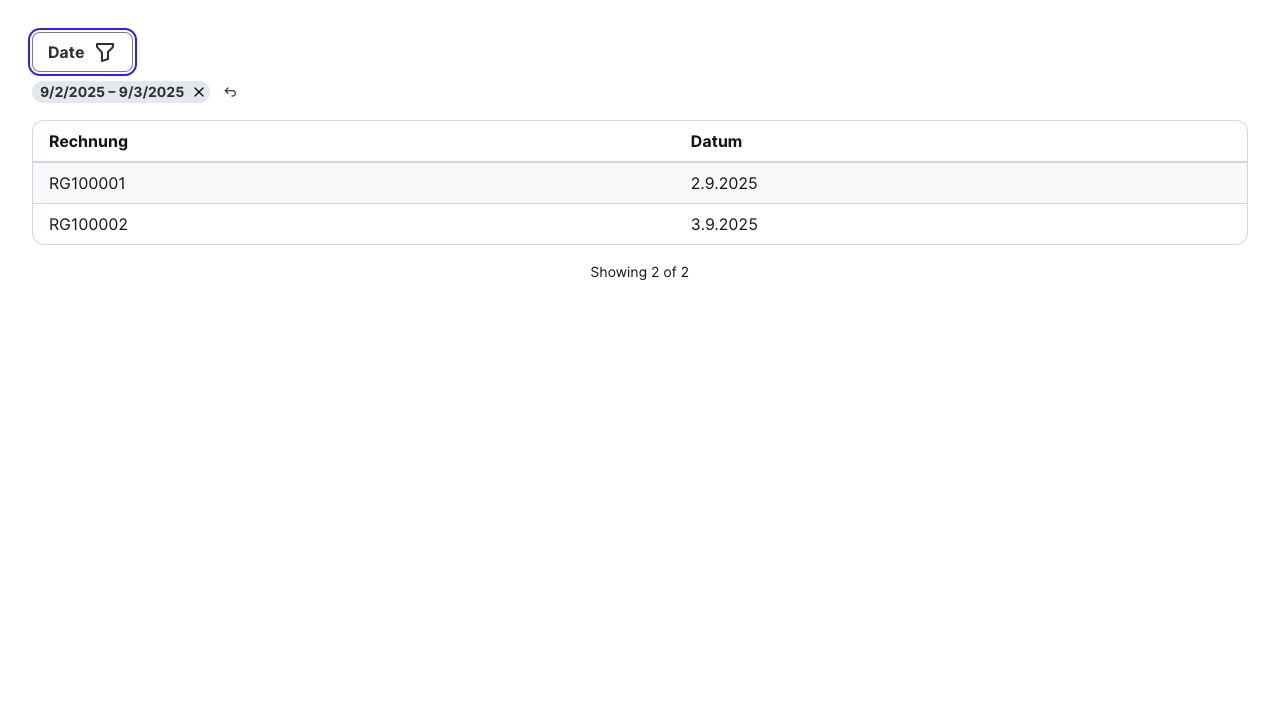 Date
9/2/2025 – 9/3/2025
Rechnung Datum
RG100001 2.9.2025
RG100002 3.9.2025
Showing 2 of 2